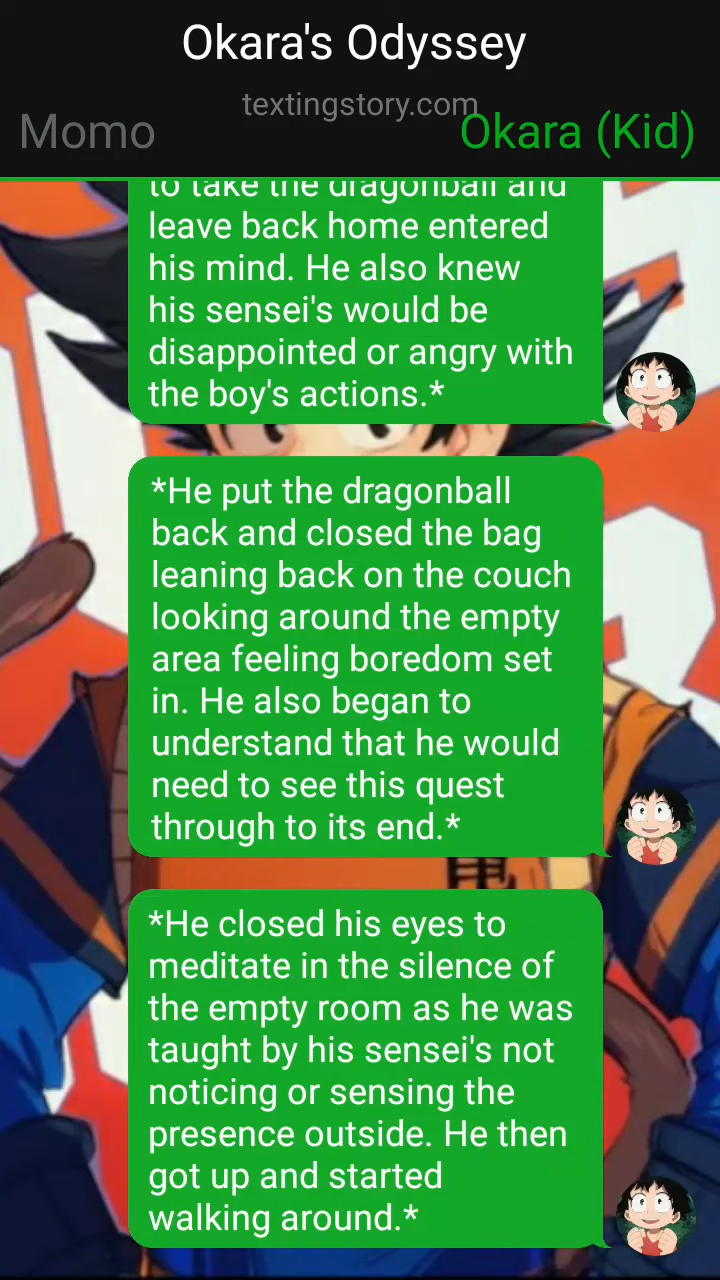 Okara's Odyssey
textingstory.com
Momo
Okara (Kid)
to take the dragonball and
leave back home entered
his mind. He also knew
his sensei's would be
disappointed or angry with
the boy's actions.*
*He put the dragonball
back and closed the bag
leaning back on the couch
looking around the empty
area feeling boredom set
in. He also began to
understand that he would
need to see this quest
through to its end.*
*He closed his eyes to
meditate in the silence of
the empty room as he was
taught by his sensei's not
noticing or sensing the
presence outside. He then
got up and started
walking around.*